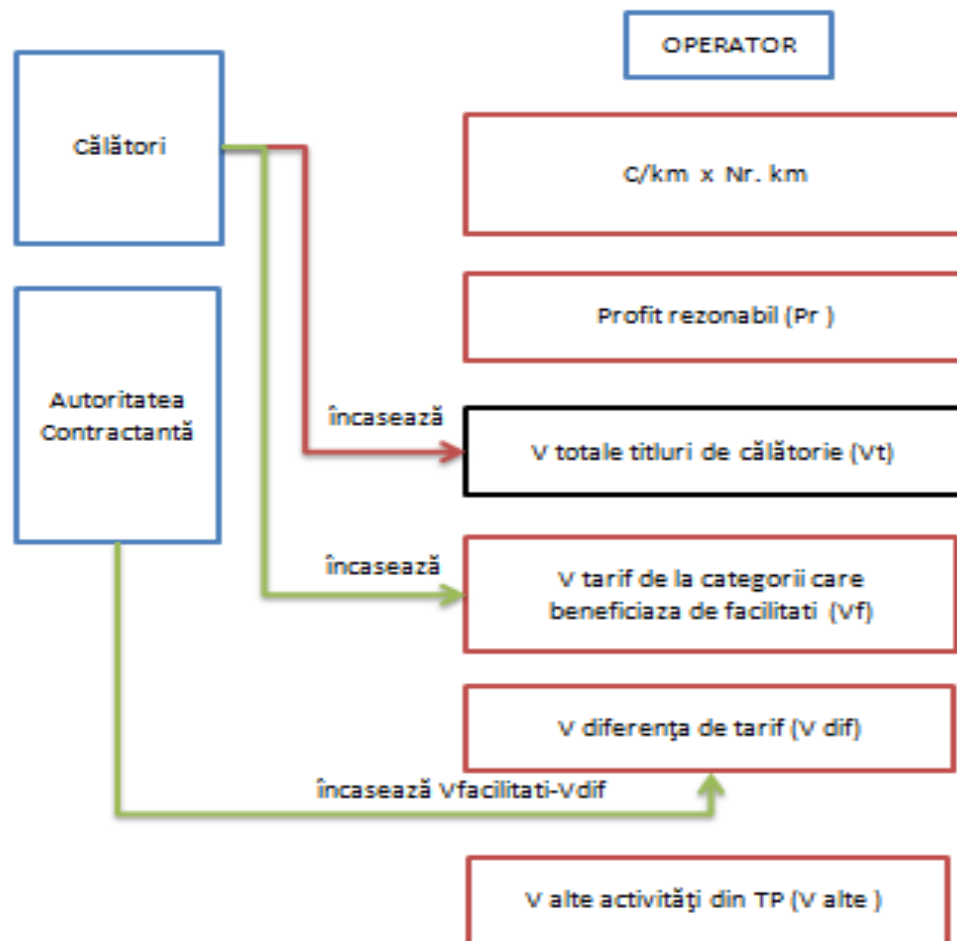 OPERATOR
Călători
C/km x Nr. km
Profit rezonabil (Pr )
Autoritatea
Contractantă
încasează
V totale titluri de călătorie (Vt)
încasează
V tarif de la categorii care
beneficiaza de facilitati (Vf)
V diferenţa de tarif (V dif)
încasează Vfacilitati-Vdif
V alte activităţi din TP (V alte )